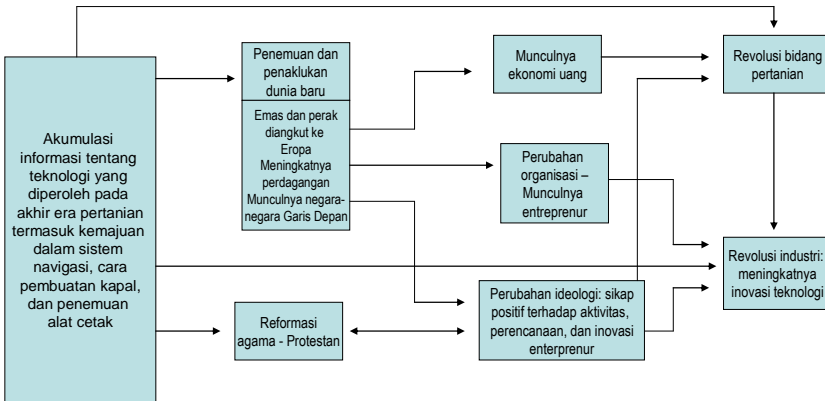 Akumulasi
informasi tentang
teknologi yang
diperoleh pada
akhir era pertanian
termasuk kemajuan
dalam sistem
navigasi, cara
pembuatan kapal,
dan penemuan
alat cetak
Penemuan dan
penaklukan
dunia baru
Emas dan perak
diangkut ke
Eropa
Meningkatnya
perdagangan
Munculnya negara-
negara Garis Depan
Reformasi
agama - Protestan
Munculnya
ekonomi uang
Perubahan
organisasi –
Munculnya
entreprenur
Perubahan ideologi: sikap
positif terhadap aktivitas,
perencanaan, dan inovasi
enterprenur
Revolusi bidang
pertanian
Revolusi industri:
meningkatnya
inovasi teknologi